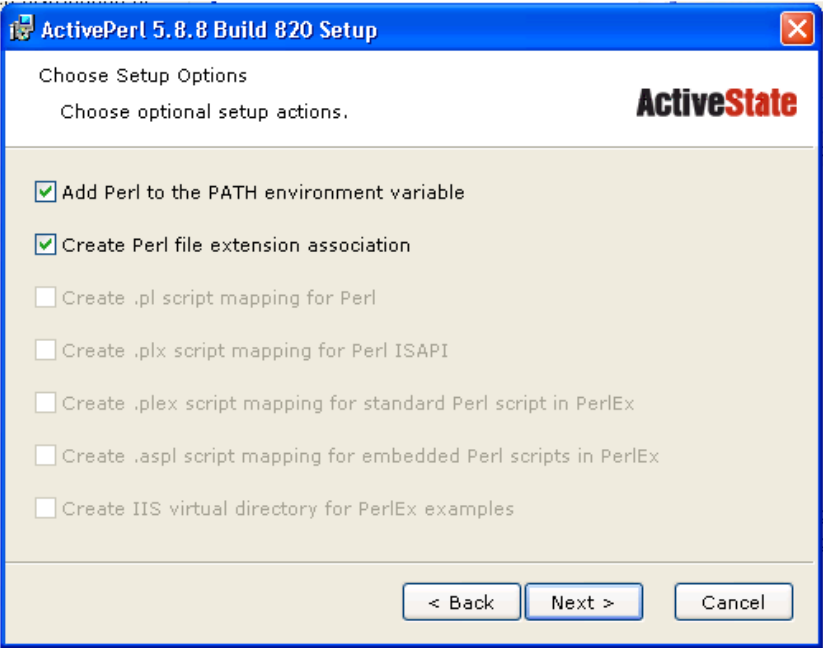 ActivePerl 5.8.8 Build 820 Setup
Choose Setup Options
Choose optional setup actions.
ActiveState
Add Perl to the PATH environment variable
Create Perl file extension association
Create .pl script mapping for Perl
Create .plx script mapping for Perl ISAPI
Create .plex script mapping for standard Perl script in PerlEx
Create .aspl script mapping for embedded Perl scripts in PerlEx
Create IIS virtual directory for PerlEx examples
< Back
Next >
Cancel